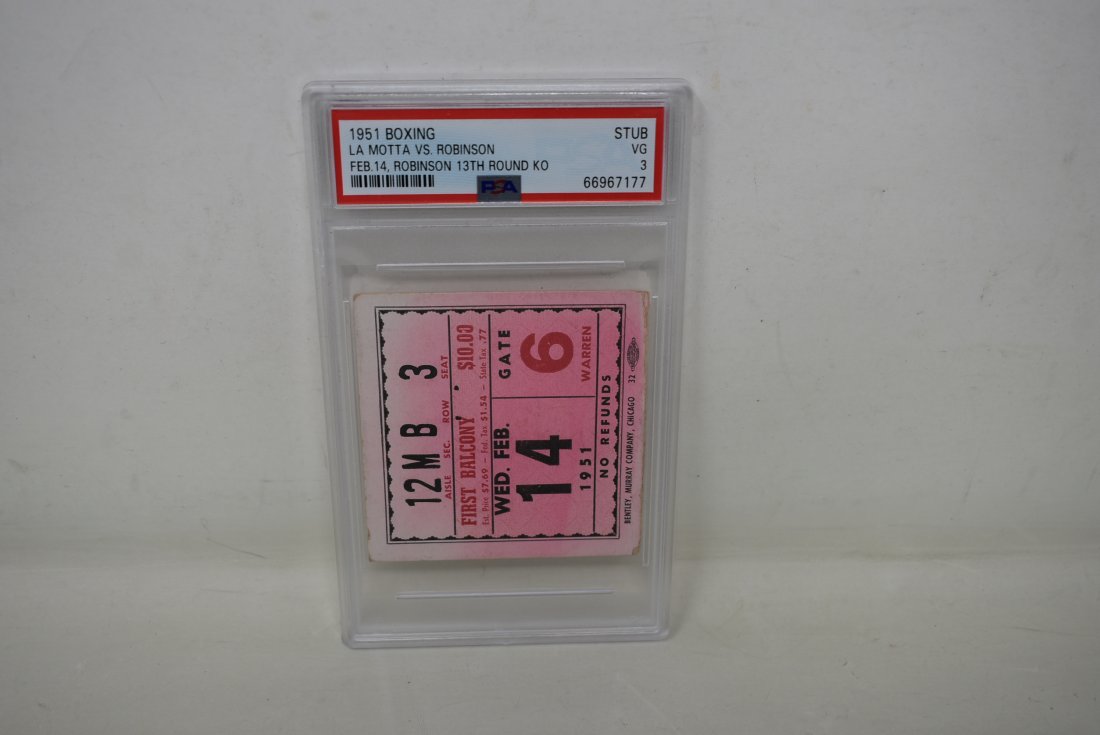 1951 BOXING STUB
LA MOTTA VS. ROBINSON VG
FEB.14, ROBINSON 13TH ROUND KO 3
PSA 66967177
12 M B 3
AISLE SEC. ROW SEAT
FIRST BALCONY $10.00
Est. Price $7.69 - Fed. Tax $1.54 - State Tax .77
WED. FEB. GATE
14 6
1951 WARREN
NO REFUNDS
BENTLEY, MURRAY COMPANY, CHICAGO 32